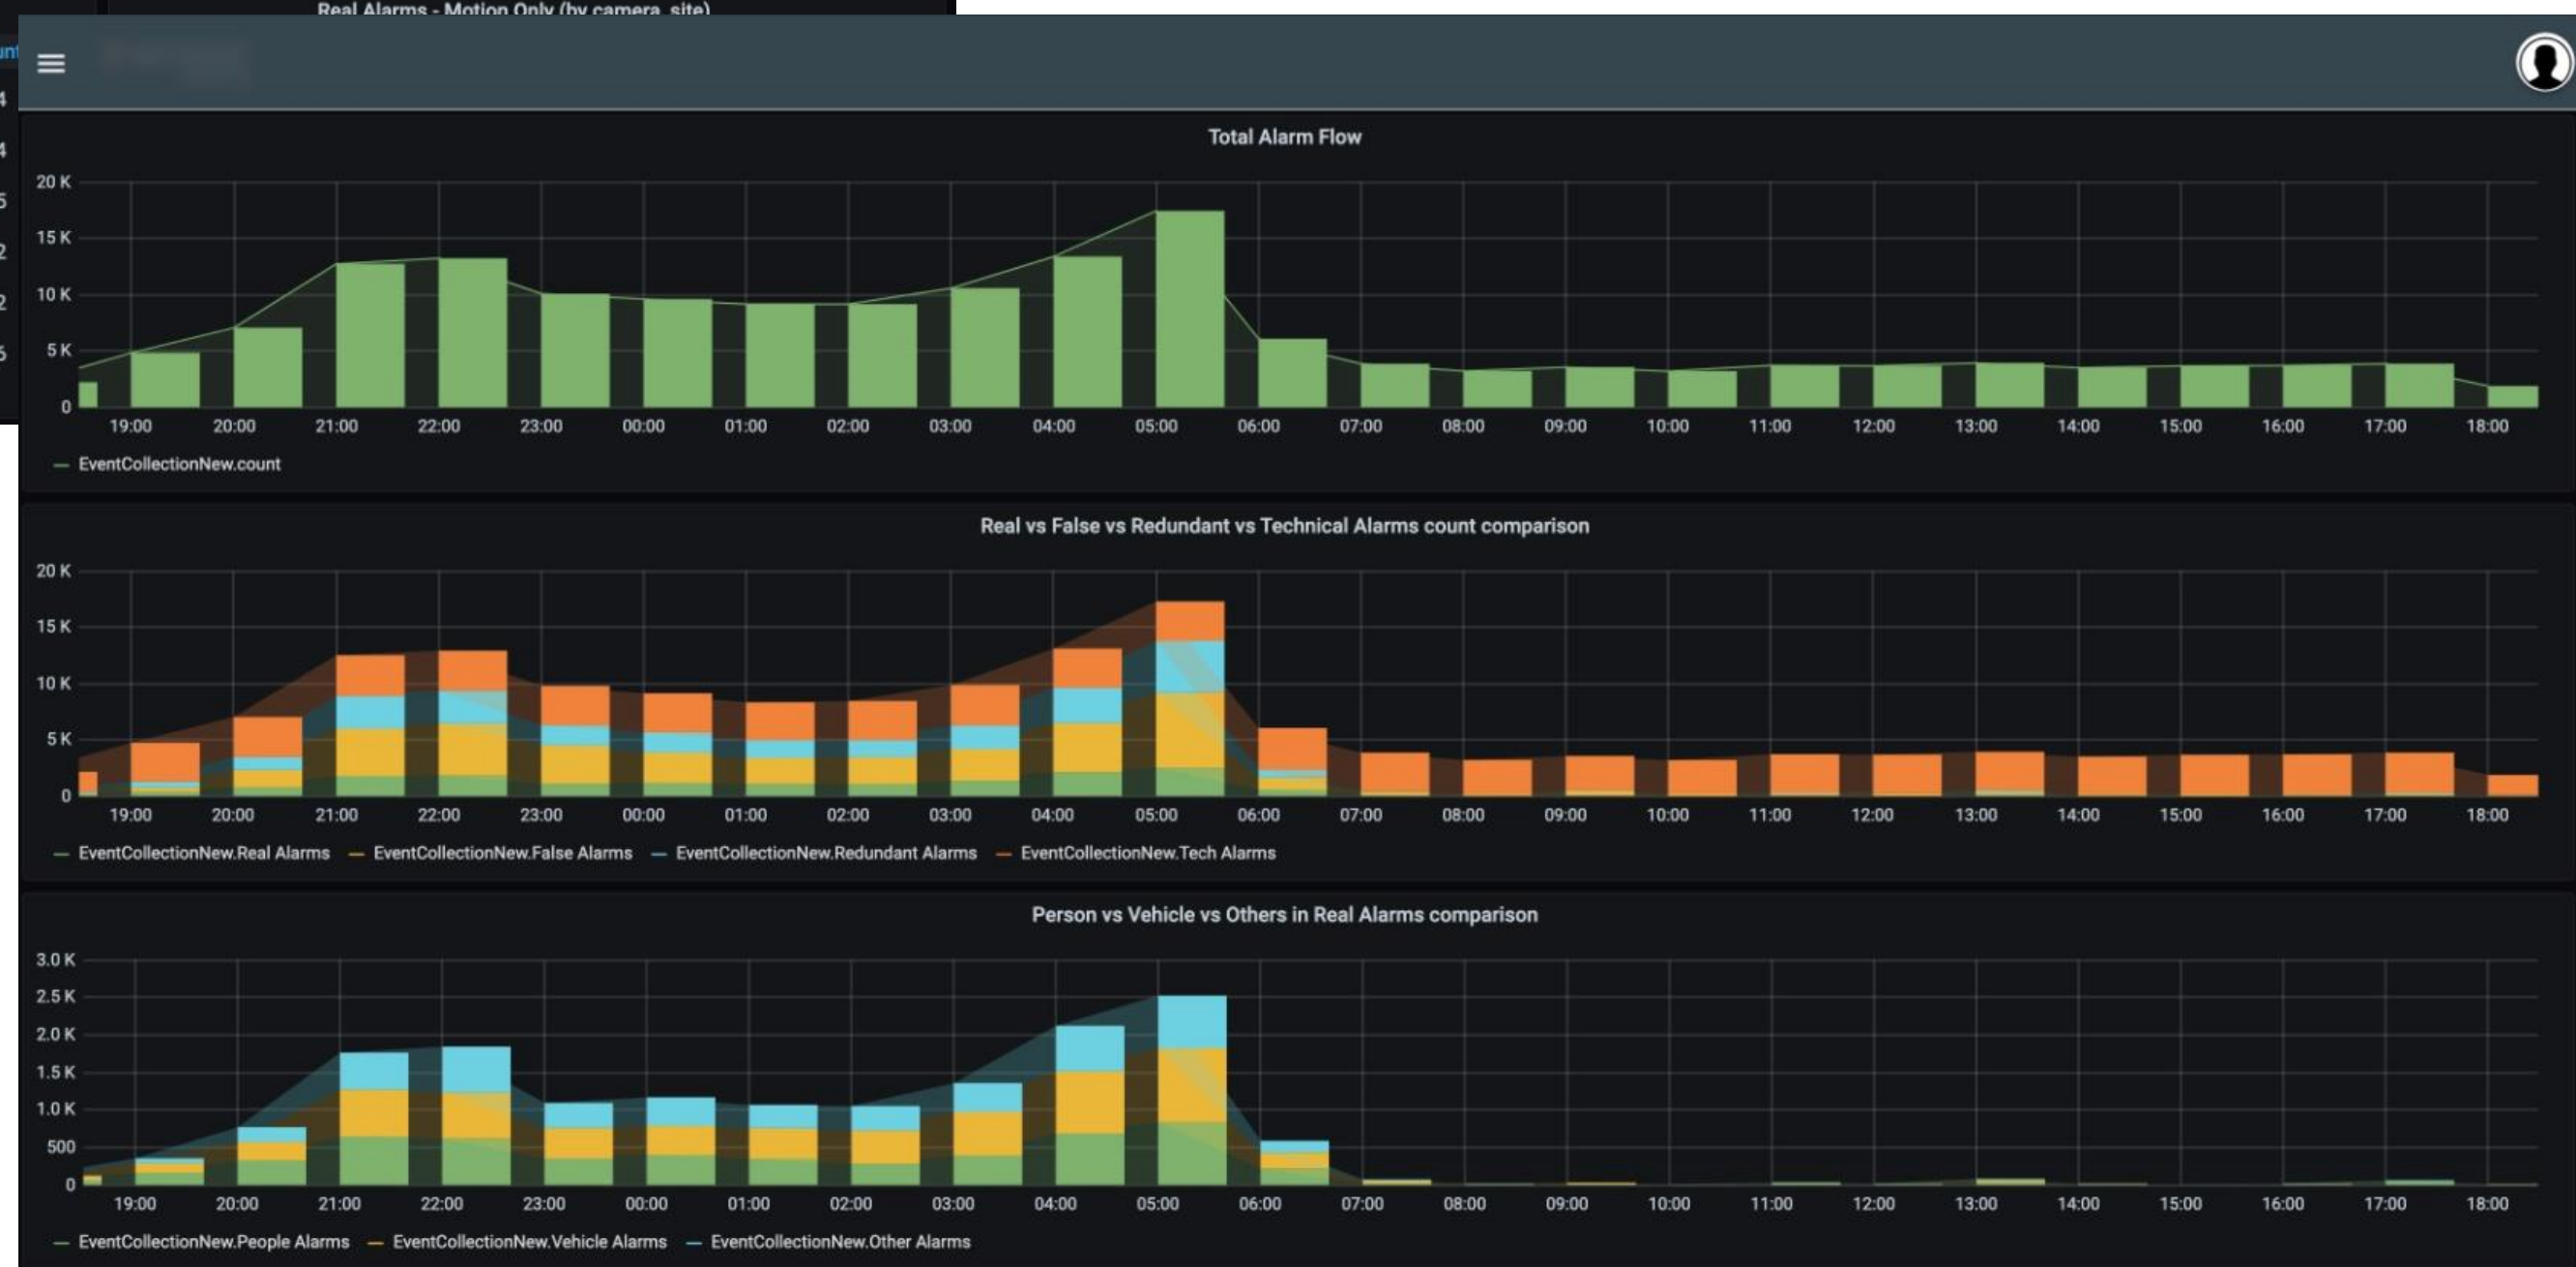 Real Alarms - Motion Only (by camera, site)
4
4
5
2
2
6
Total Alarm Flow
20 K
15 K
10 K
5 K
0
19:00 20:00 21:00 22:00 23:00 00:00 01:00 02:00 03:00 04:00 05:00 06:00 07:00 08:00 09:00 10:00 11:00 12:00 13:00 14:00 15:00 16:00 17:00 18:00
EventCollectionNew.count
Real vs False vs Redundant vs Technical Alarms count comparison
20 K
15 K
10 K
5 K
0
19:00 20:00 21:00 22:00 23:00 00:00 01:00 02:00 03:00 04:00 05:00 06:00 07:00 08:00 09:00 10:00 11:00 12:00 13:00 14:00 15:00 16:00 17:00 18:00
EventCollectionNew.Real Alarms EventCollectionNew.False Alarms EventCollectionNew.Redundant Alarms EventCollectionNew.Tech Alarms
Person vs Vehicle vs Others in Real Alarms comparison
3.0 K
2.5 K
2.0 K
1.5 K
1.0 K
500
0
19:00 20:00 21:00 22:00 23:00 00:00 01:00 02:00 03:00 04:00 05:00 06:00 07:00 08:00 09:00 10:00 11:00 12:00 13:00 14:00 15:00 16:00 17:00 18:00
EventCollectionNew.People Alarms EventCollectionNew.Vehicle Alarms EventCollectionNew.Other Alarms